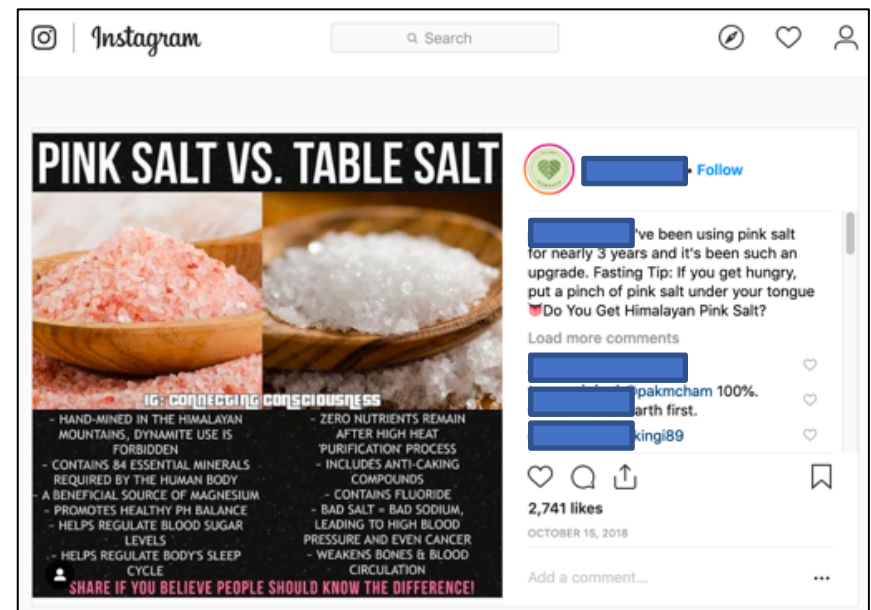 Instagram
Search
PINK SALT VS. TABLE SALT
IG: CONNECTING CONSCIOUSNESS
- HAND-MINED IN THE HIMALAYAN
MOUNTAINS, DYNAMITE USE IS
FORBIDDEN
- CONTAINS 84 ESSENTIAL MINERALS
REQUIRED BY THE HUMAN BODY
- A BENEFICIAL SOURCE OF MAGNESIUM
- PROMOTES HEALTHY PH BALANCE
- HELPS REGULATE BLOOD SUGAR
LEVELS
- HELPS REGULATE BODY'S SLEEP
CYCLE
- ZERO NUTRIENTS REMAIN
AFTER HIGH HEAT
'PURIFICATION' PROCESS
- INCLUDES ANTI-CAKING
COMPOUNDS
- CONTAINS FLUORIDE
- BAD SALT = BAD SODIUM,
LEADING TO HIGH BLOOD
PRESSURE AND EVEN CANCER
- WEAKENS BONES & BLOOD
CIRCULATION
SHARE IF YOU BELIEVE PEOPLE SHOULD KNOW THE DIFFERENCE!
• Follow
've been using pink salt
for nearly 3 years and it's been such an
upgrade. Fasting Tip: If you get hungry,
put a pinch of pink salt under your tongue
👅Do You Get Himalayan Pink Salt?
Load more comments
@pakmcham 100%.
arth first.
kingi89
2,741 likes
OCTOBER 15, 2018
Add a comment...